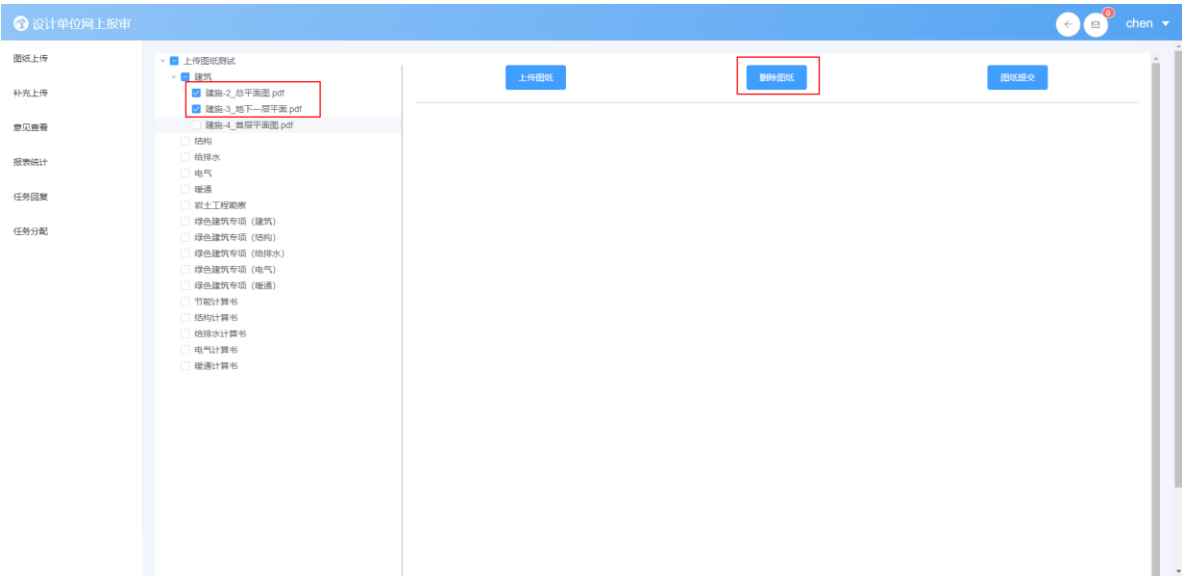 设计单位网上报审
0
chen
图纸上传
补充上传
意见查看
报表统计
任务回复
任务分配
上传图纸测试
建筑
建施-2_总平面图.pdf
建施-3_地下一层平面.pdf
建施-4_首层平面图.pdf
结构
给排水
电气
暖通
岩土工程勘察
绿色建筑专项（建筑）
绿色建筑专项（结构）
绿色建筑专项（给排水）
绿色建筑专项（电气）
绿色建筑专项（暖通）
节能计算书
结构计算书
给排水计算书
电气计算书
暖通计算书
上传图纸
删除图纸
图纸提交